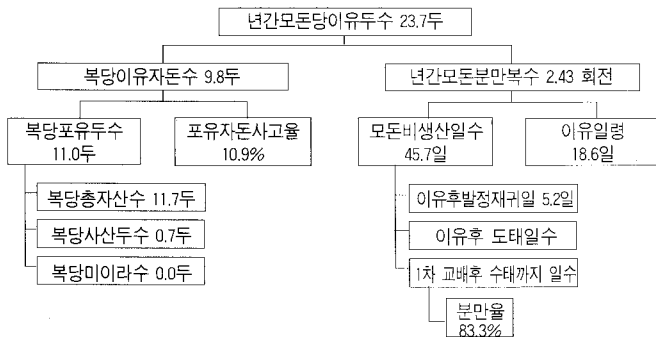 년간모돈당이유두수 23.7두
복당이유자돈수 9.8두
년간모돈분만복수 2.43 회전
복당포유두수
11.0두
포유자돈사고율
10.9%
모돈비생산일수
45.7일
이유일령
18.6일
복당총자산수 11.7두
복당사산두수 0.7두
복당미이라수 0.0두
이유후발정재귀일 5.2일
이유후 도태일수
1차 교배후 수태까지 일수
분만율
83.3%